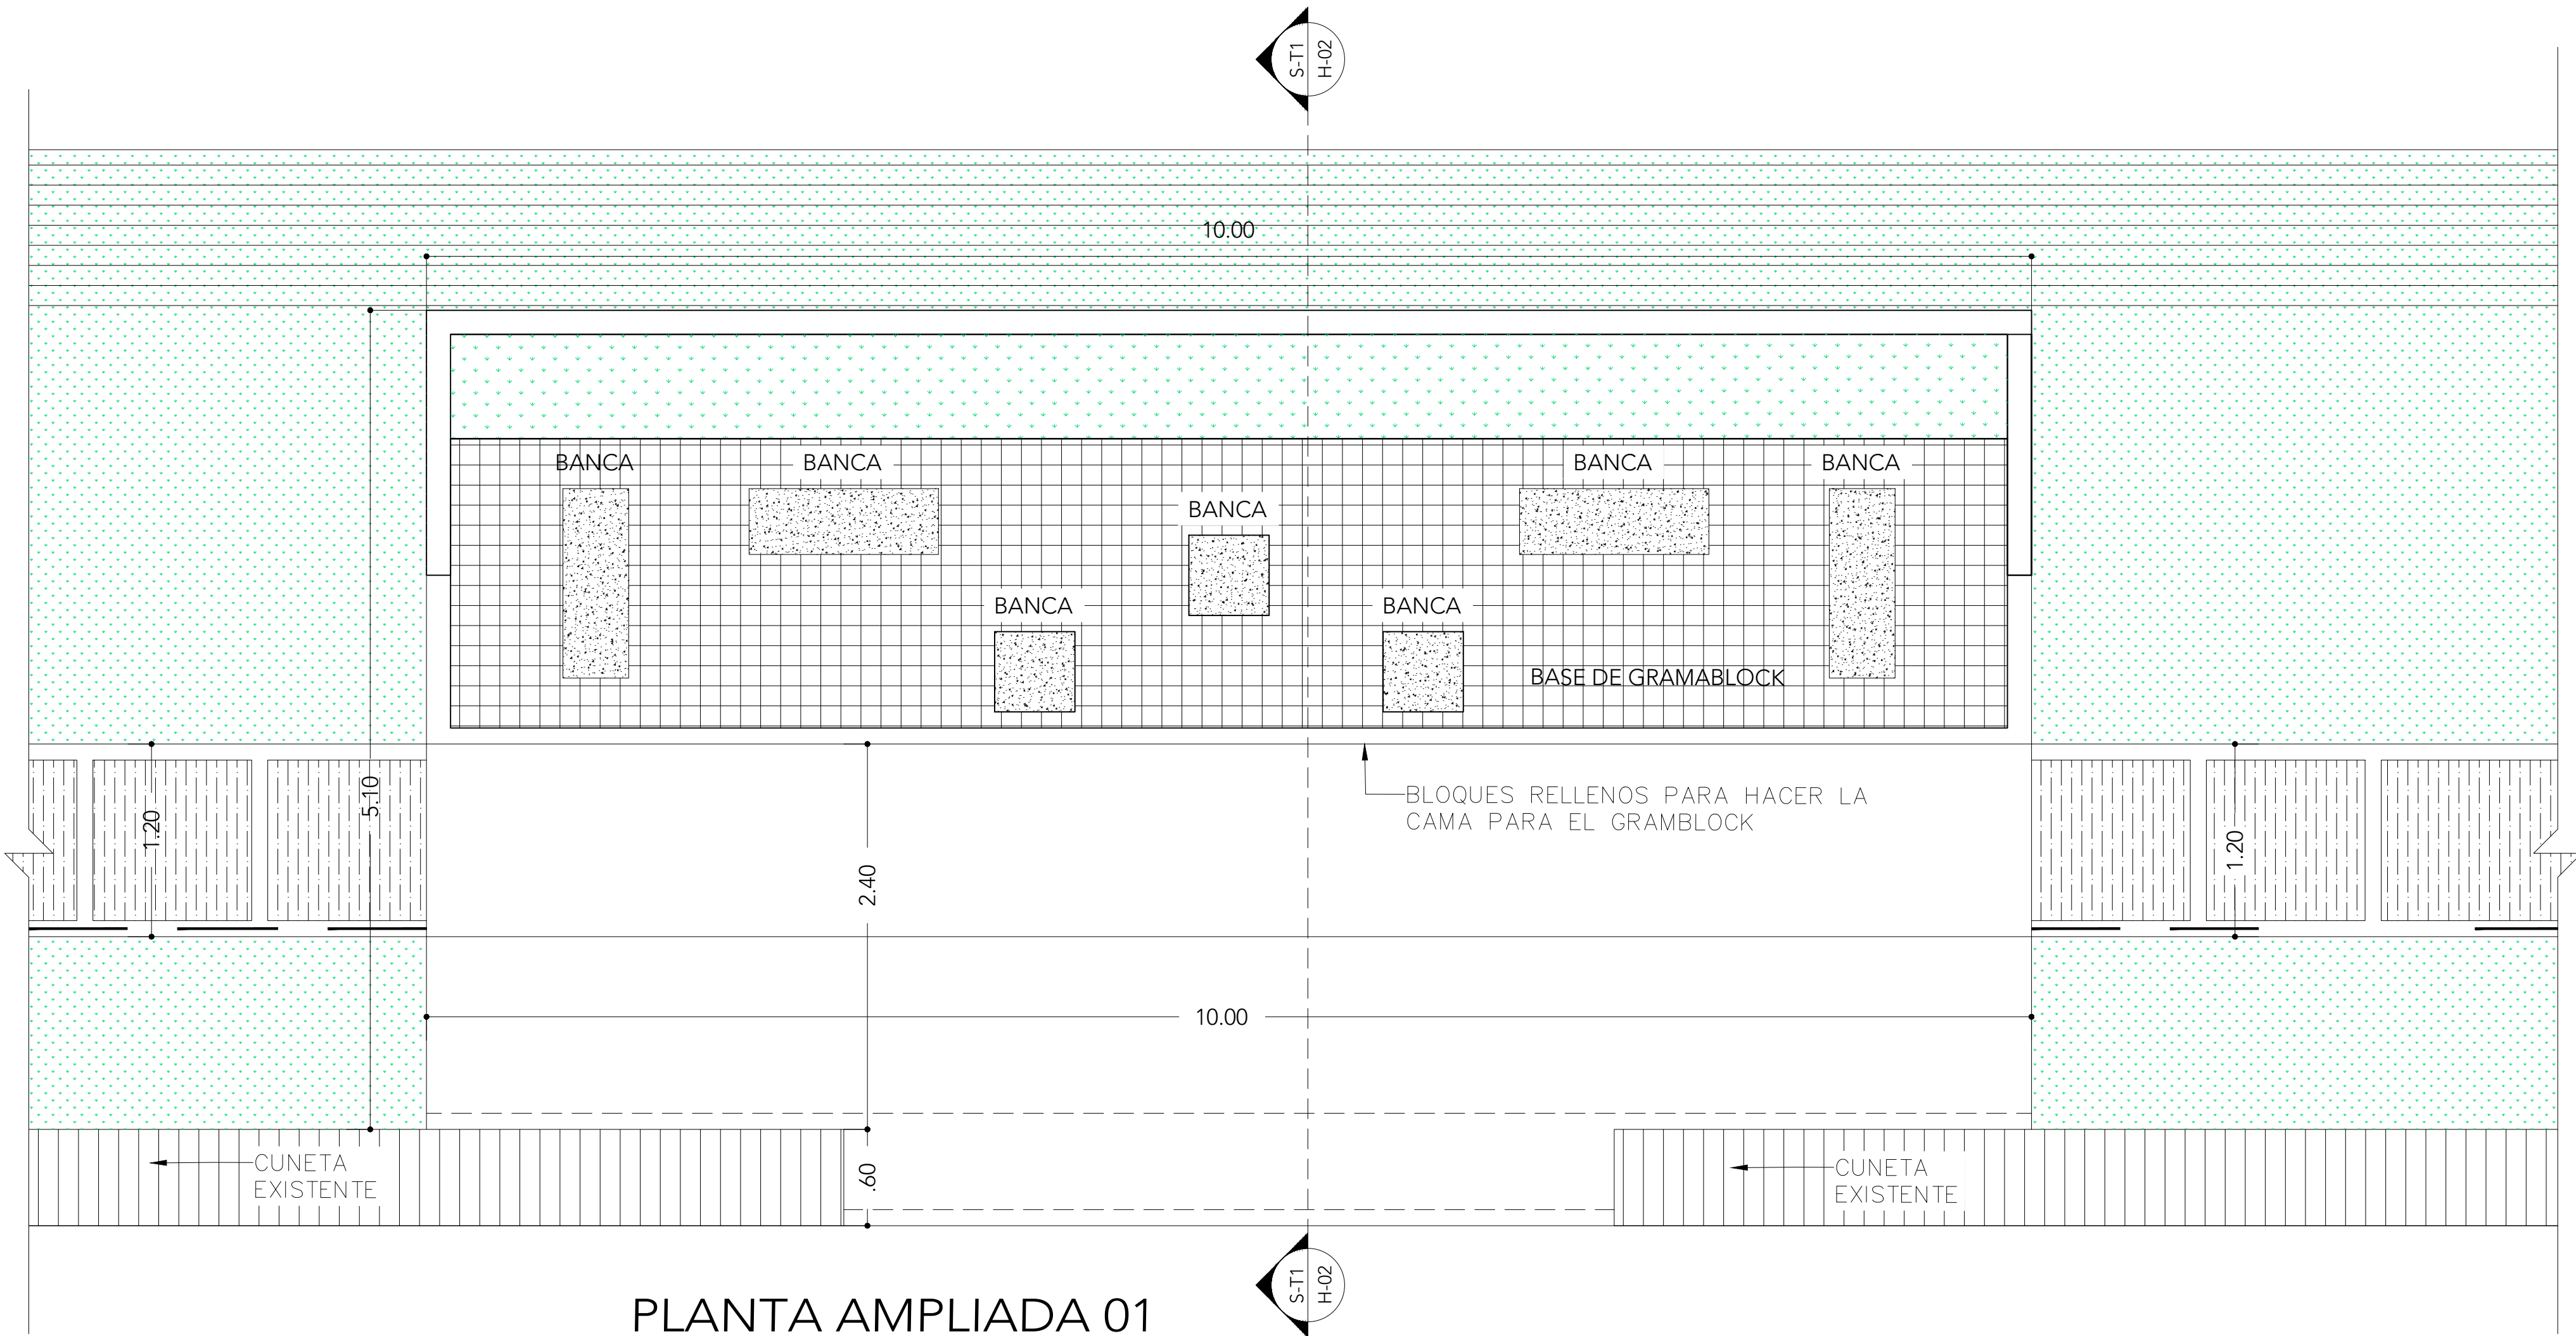 S-T1
H-02
10.00
BANCA
BANCA
BANCA
BANCA
BANCA
BANCA
BANCA
BASE DE GRAMABLOCK
5.10
1.20
2.40
BLOQUES RELLENOS PARA HACER LA
CAMA PARA EL GRAMBLOCK
1.20
10.00
CUNETA
EXISTENTE
.60
CUNETA
EXISTENTE
S-T1
H-02
PLANTA AMPLIADA 01